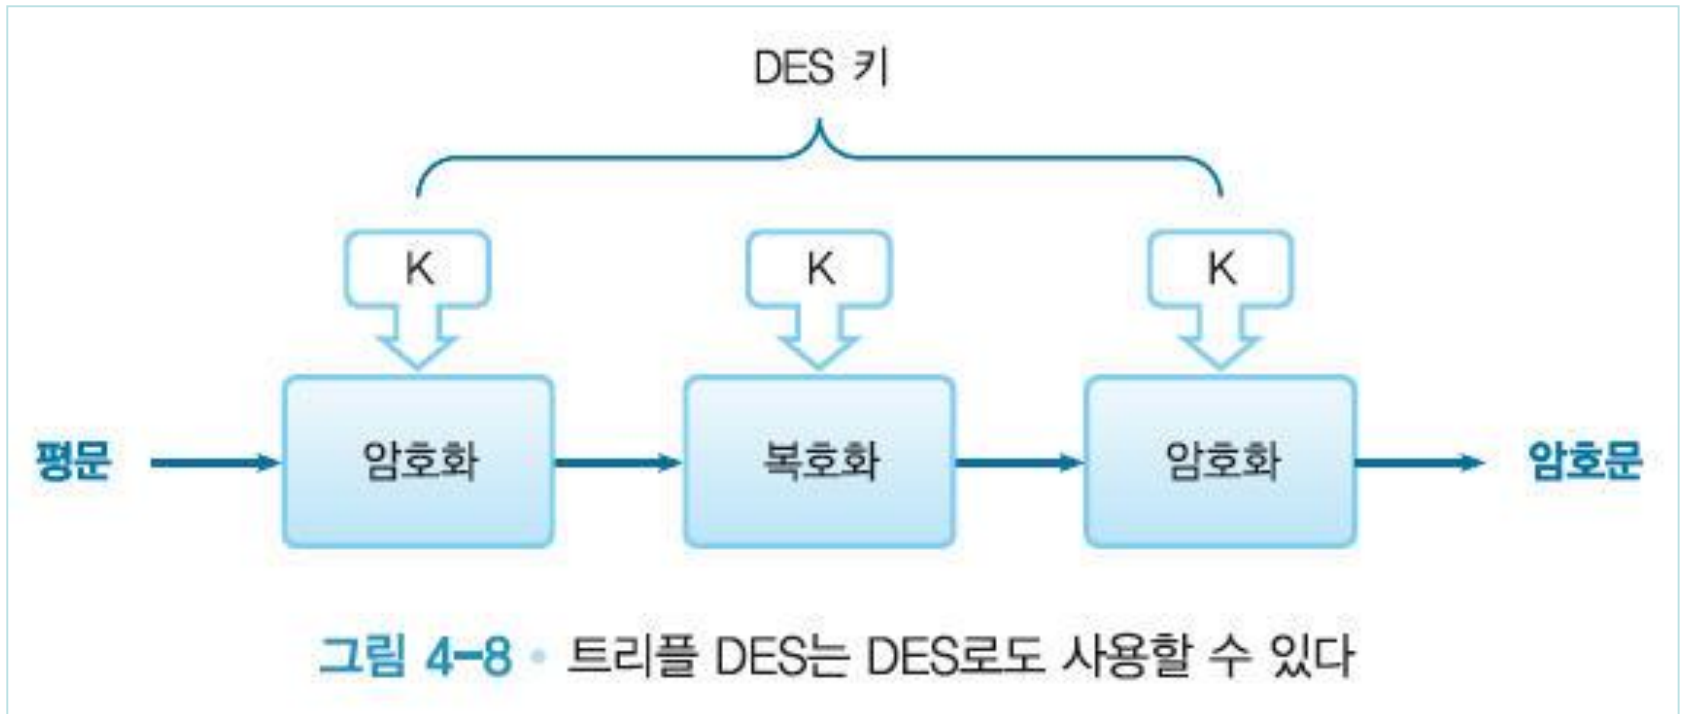 DES 키
K K K
평문 암호화 복호화 암호화 암호문
그림 4-8 • 트리플 DES는 DES로도 사용할 수 있다